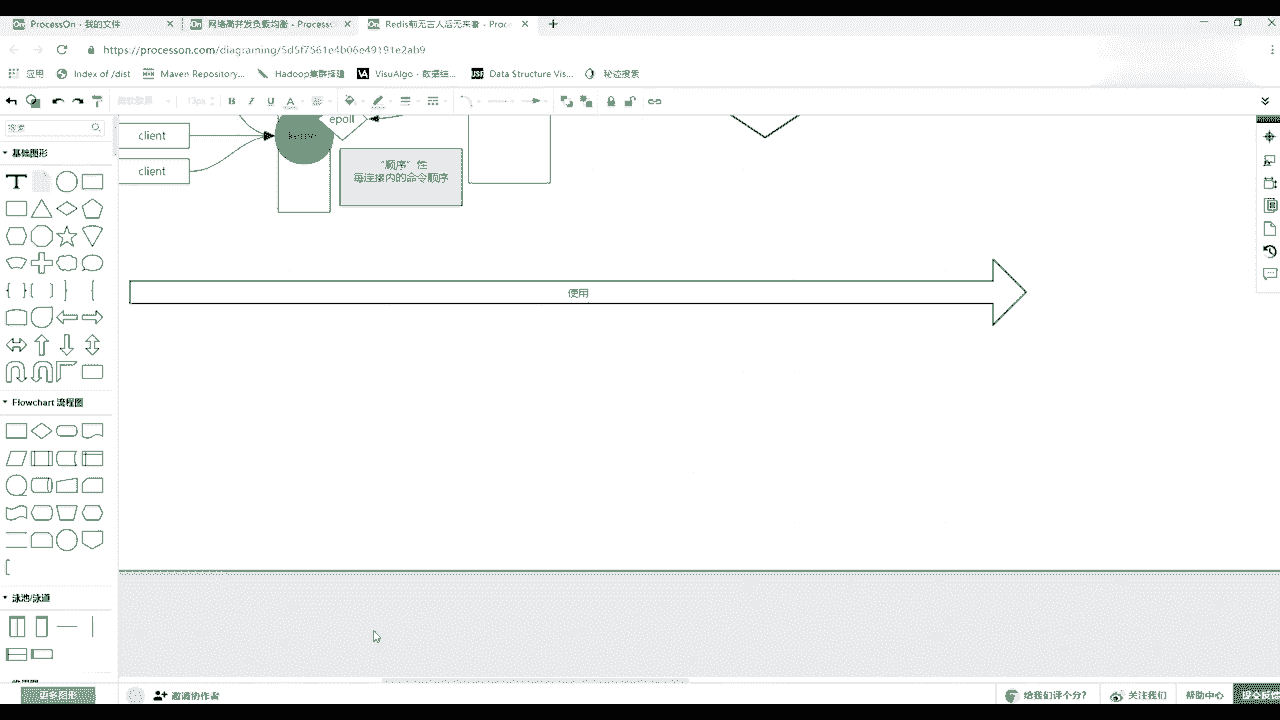 ProcessOn - 我的文件
网络高并发负载均衡 - Process
Redis前无古人后无来者 - Proc
https://processon.com/diagraming/5d5f7561e4b06e49191e2ab9
应用
Index of /dist
Maven Repository...
Hadoop集群搭建
VisuAlgo - 数据结...
Data Structure Vis...
秘迹搜索
13px
B
I
U
A
搜索
基础图形
T
Flowchart 流程图
泳池/泳道
更多图形
client
client
epoll
"顺序"性
每连接内的命令顺序
使用
邀请协作者
给我们评个分?
关注我们
帮助中心
提交反馈